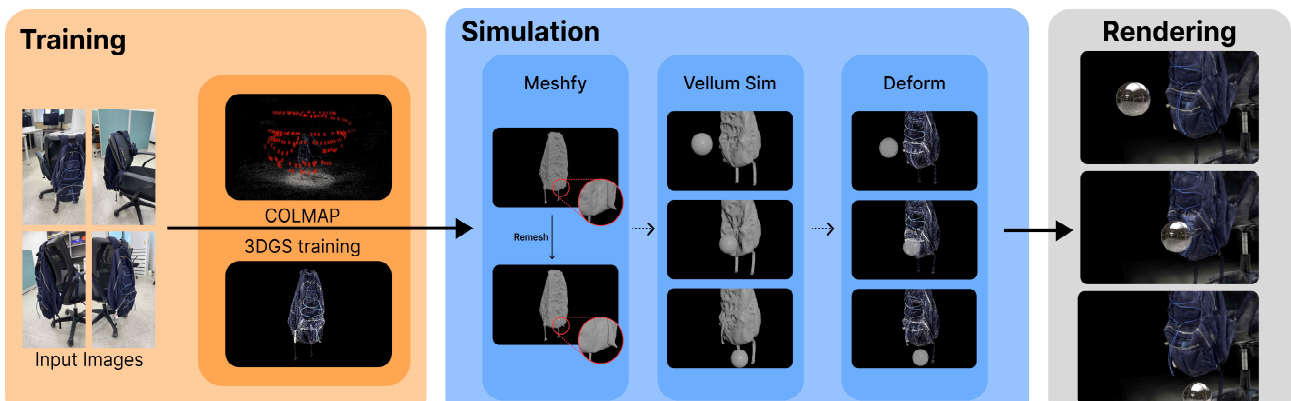 Training
Input Images
COLMAP
3DGS training
Simulation
Meshfy
Remesh
Vellum Sim
Deform
Rendering